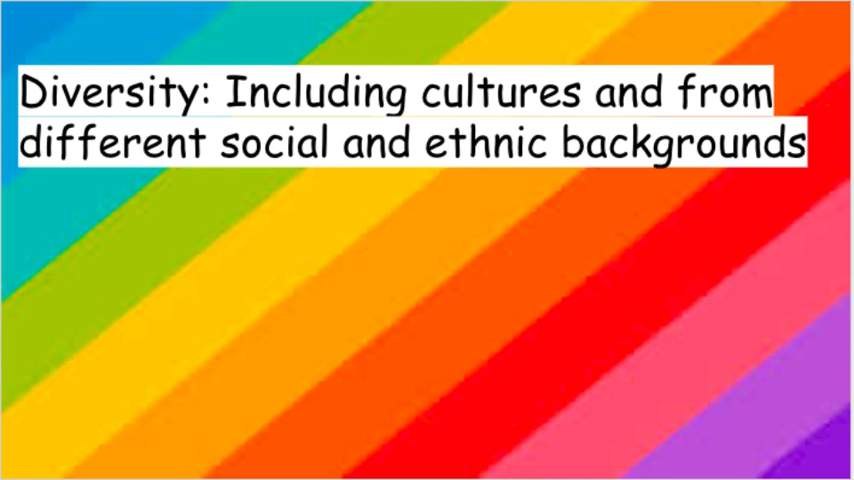 Diversity: Including cultures and from
different social and ethnic backgrounds